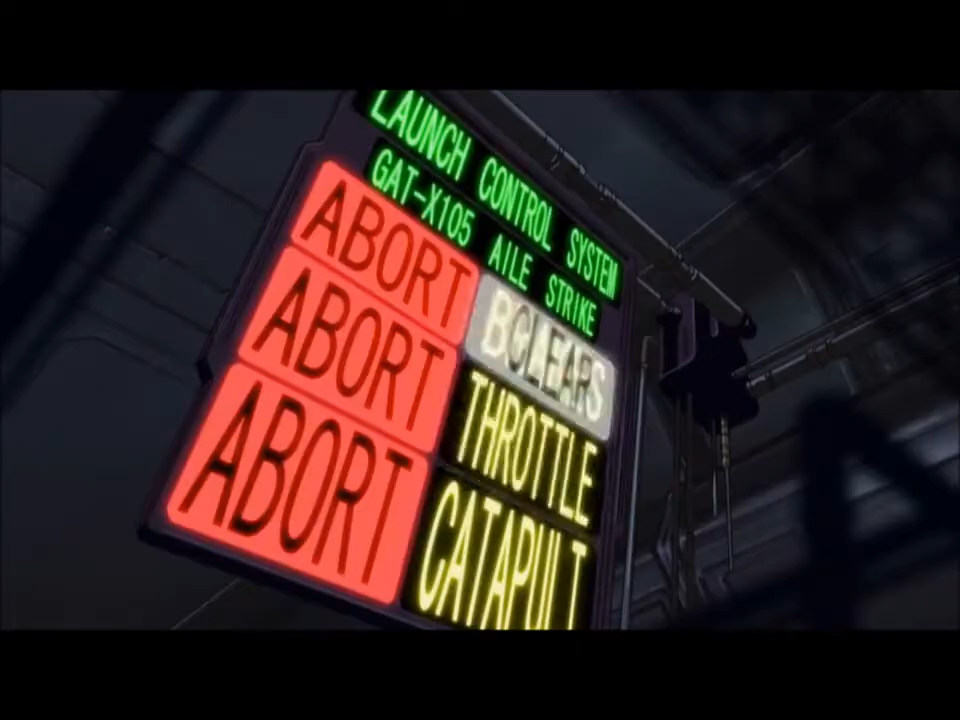 LAUNCH CONTROL SYSTEM
GAT-X105 AILE STRIKE
ABORT
ABORT THROTTLE
ABORT CATAPULT